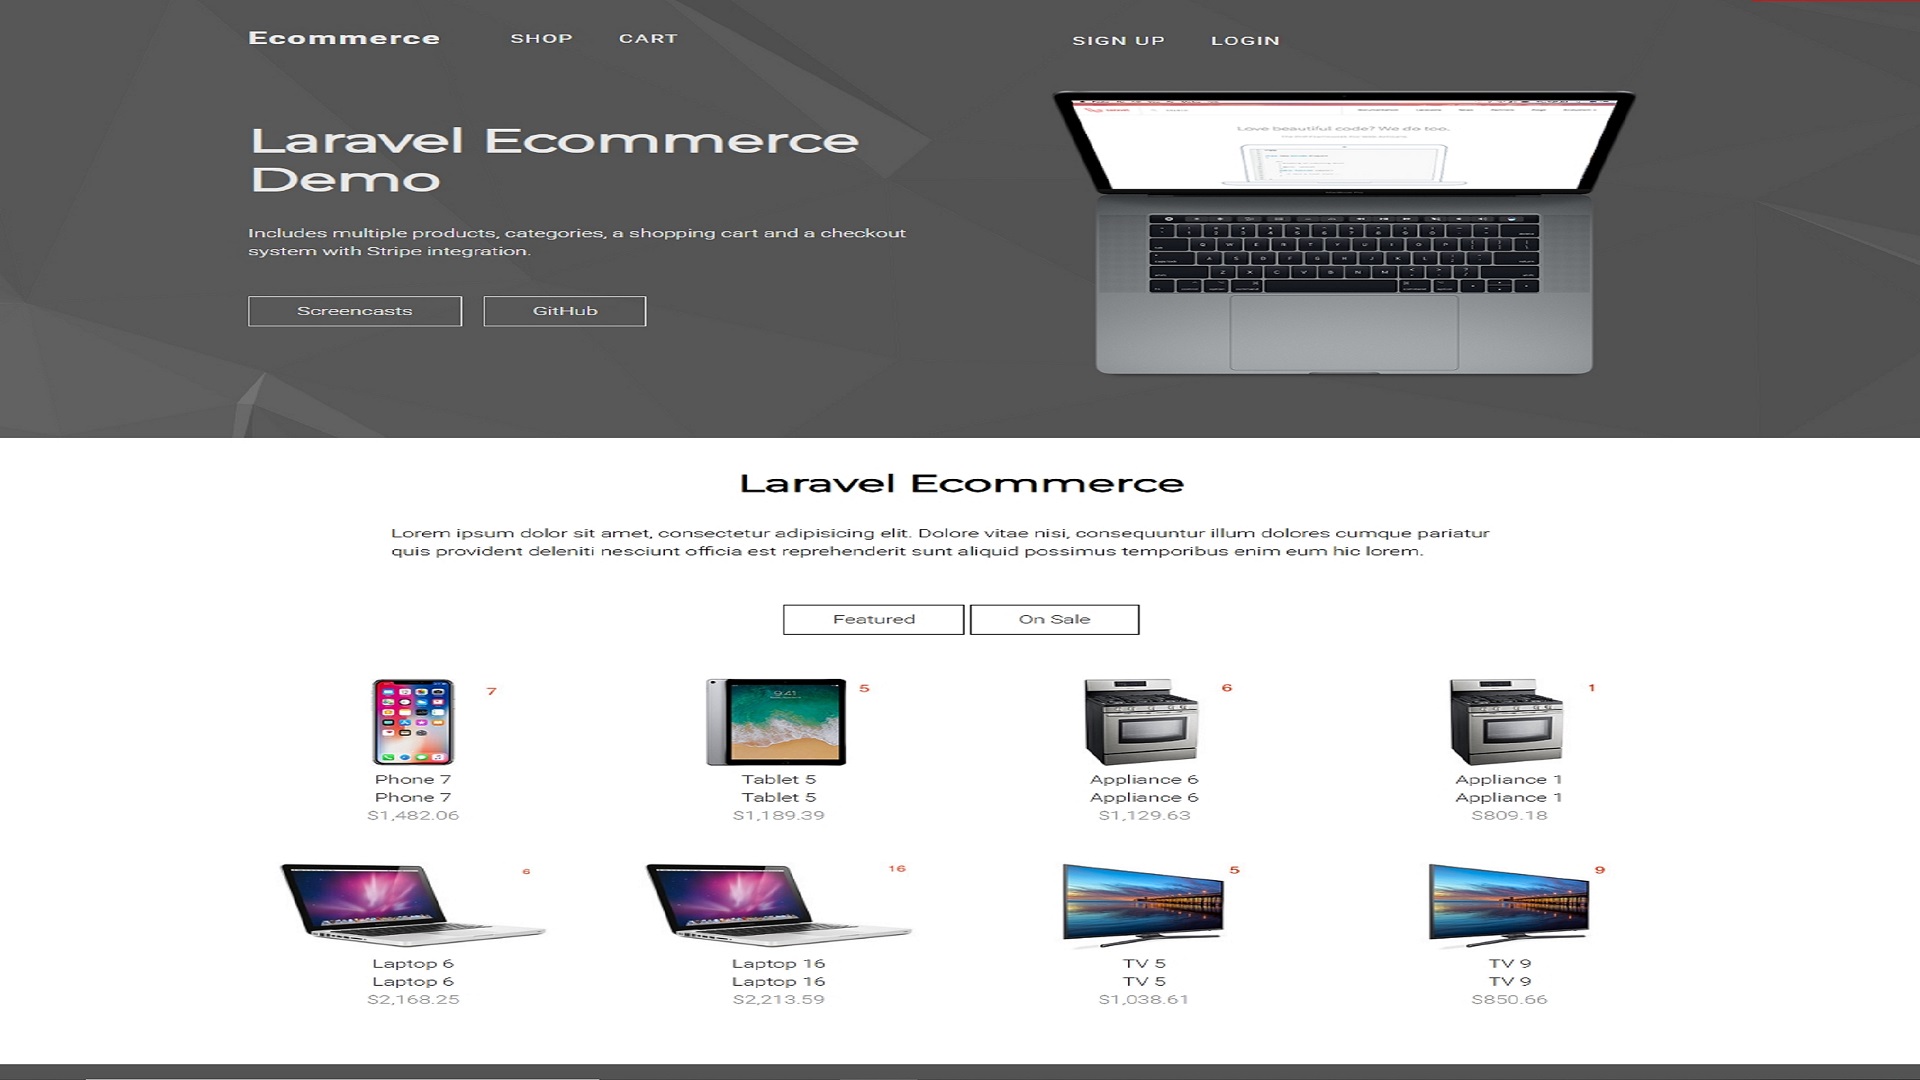 Ecommerce SHOP CART SIGN UP LOGIN
Laravel Ecommerce
Demo
Includes multiple products, categories, a shopping cart and a checkout
system with Stripe integration.
Screencasts GitHub
Love beautiful code? We do too.
Laravel Ecommerce
Lorem ipsum dolor sit amet, consectetur adipisicing elit. Dolore vitae nisi, consequuntur illum dolores cumque pariatur
quis provident deleniti nesciunt officia est reprehenderit sunt aliquid possimus temporibus enim eum hic lorem.
Featured On Sale
7 5 6 1
9:41
Phone 7 Tablet 5 Appliance 6 Appliance 1
Phone 7 Tablet 5 Appliance 6 Appliance 1
$1,482.06 $1,189.39 $1,129.63 $809.18
6 16 5 9
Laptop 6 Laptop 16 TV 5 TV 9
Laptop 6 Laptop 16 TV 5 TV 9
$2,168.25 $2,213.59 $1,038.61 $850.66